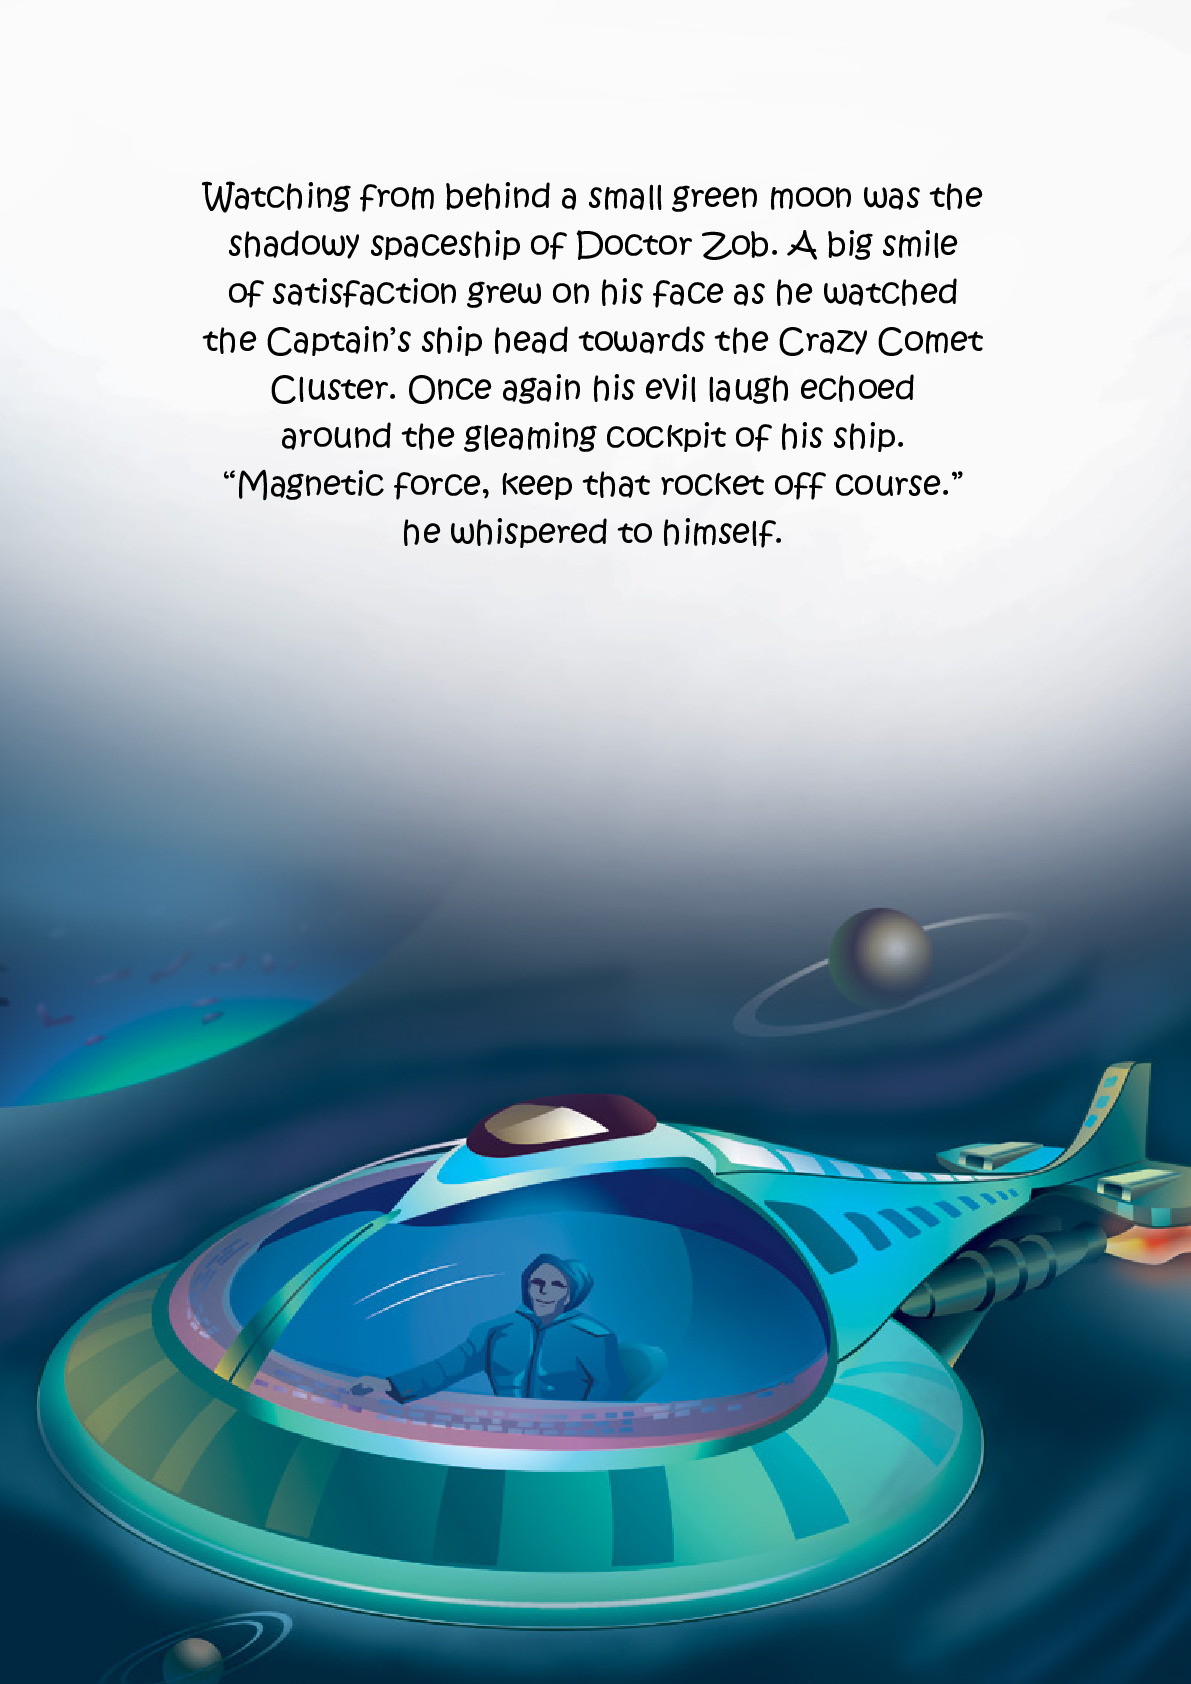 Watching from behind a small green moon was the
shadowy spaceship of Doctor Zob. A big smile
of satisfaction grew on his face as he watched
the Captain’s ship head towards the Crazy Comet
Cluster. Once again his evil laugh echoed
around the gleaming cockpit of his ship.
“Magnetic force, keep that rocket off course.”
he whispered to himself.